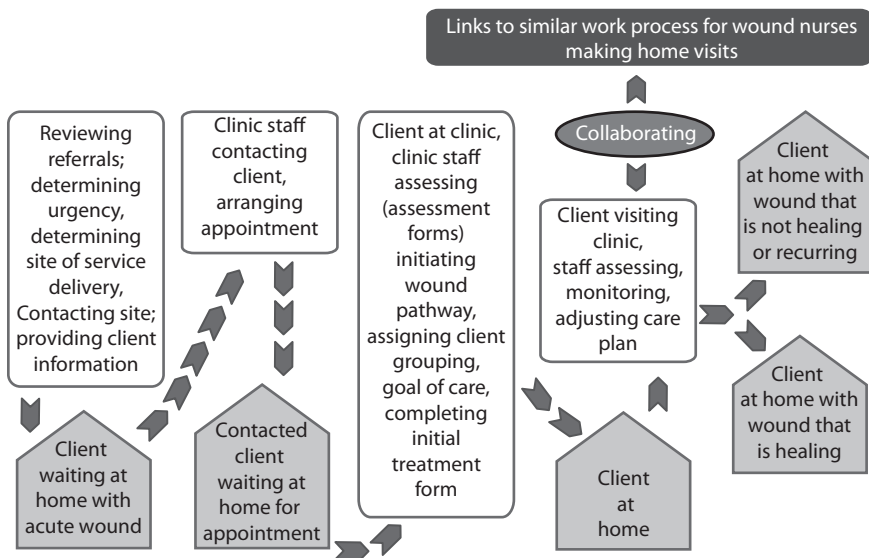 Links to similar work process for wound nurses
making home visits
Reviewing
referrals;
determining
urgency,
determining
site of service
delivery,
Contacting site;
providing client
information
Client
waiting at
home with
acute wound
Clinic staff
contacting
client,
arranging
appointment
Contacted
client
waiting at
home for
appointment
Client at clinic,
clinic staff
assessing
(assessment
forms)
initiating
wound
pathway,
assigning client
grouping,
goal of care,
completing
initial
treatment
form
Client
at
home
Collaborating
Client visiting
clinic,
staff assessing,
monitoring,
adjusting care
plan
Client
at home with
wound that
is not healing
or recurring
Client
at home with
wound that
is healing